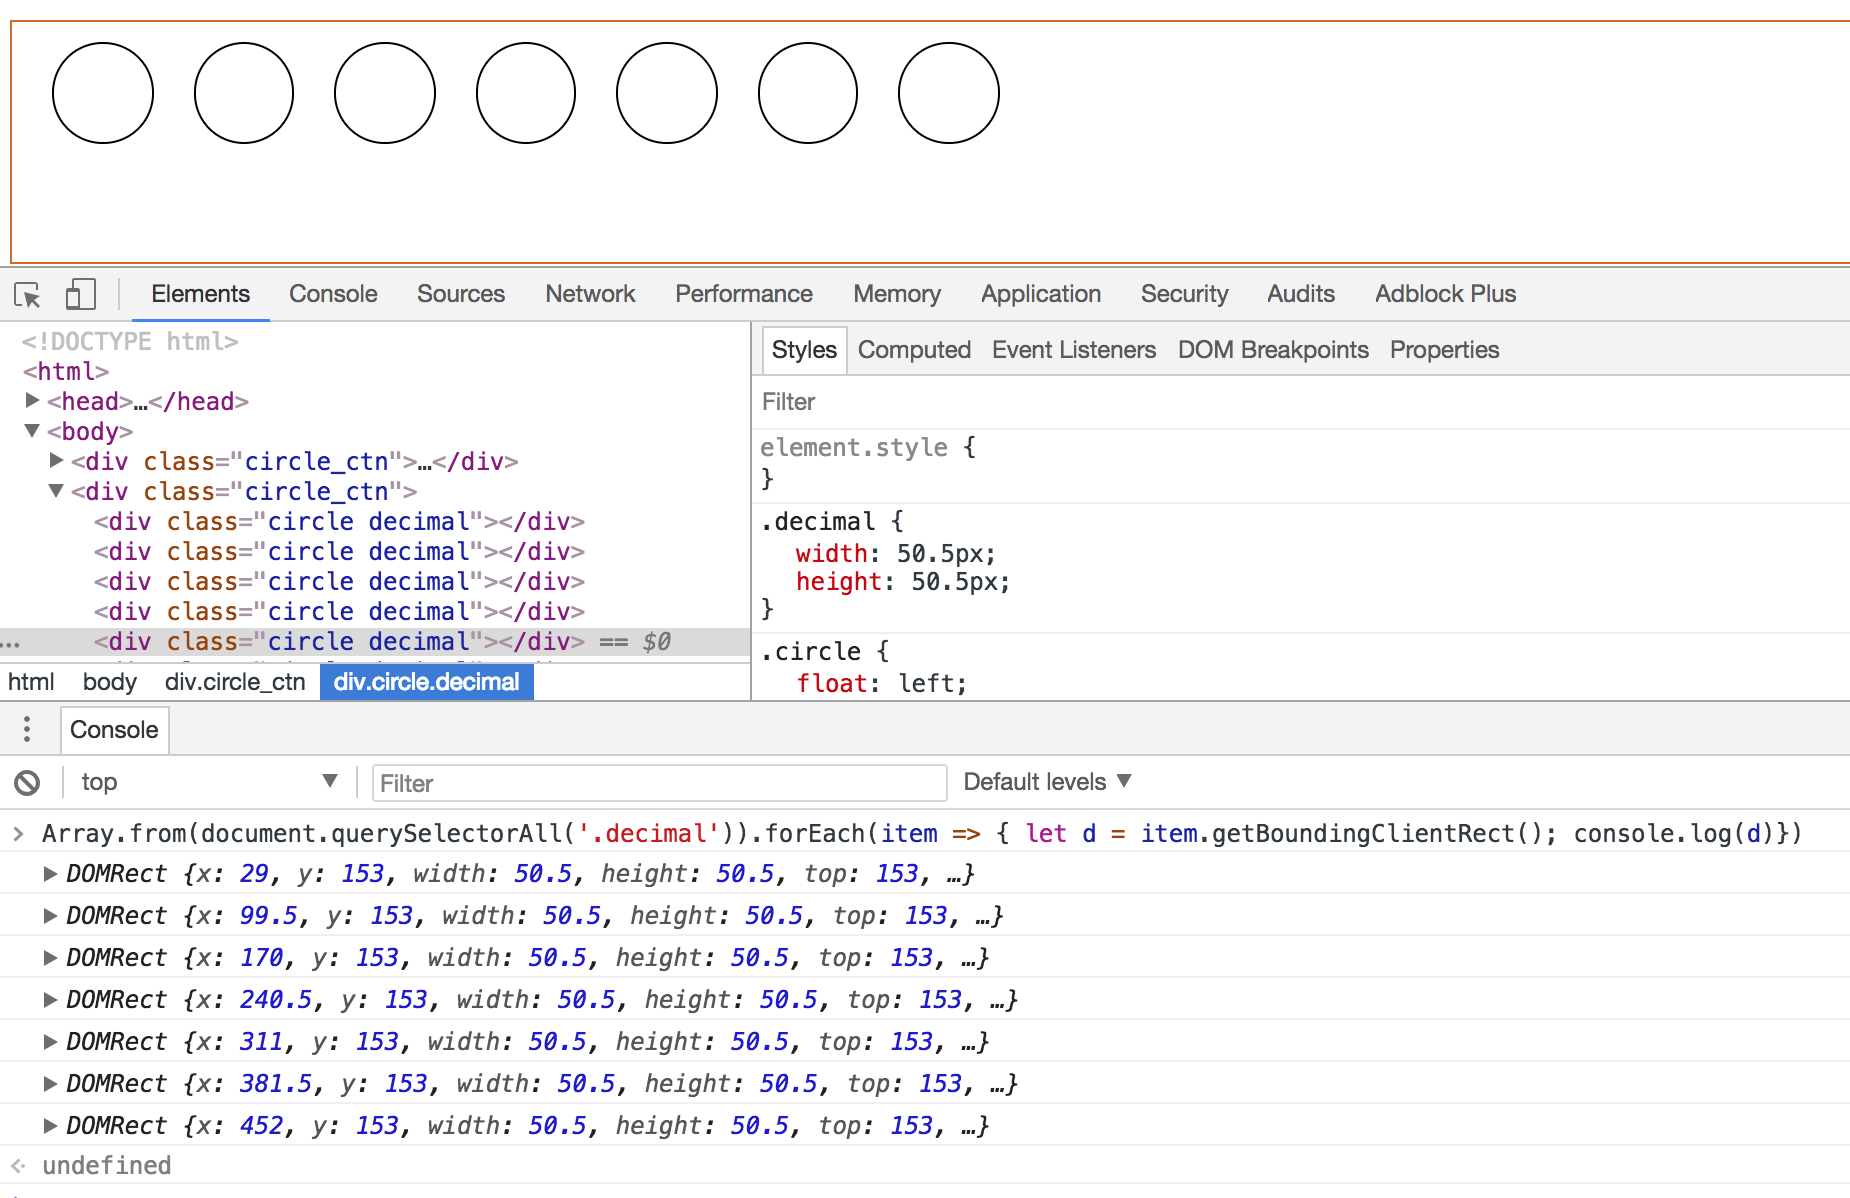 Elements Console Sources Network Performance Memory Application Security Audits Adblock Plus
<!DOCTYPE html>
<html>
<head>…</head>
<body>
<div class="circle_ctn">…</div>
<div class="circle_ctn">
<div class="circle decimal"></div>
<div class="circle decimal"></div>
<div class="circle decimal"></div>
<div class="circle decimal"></div>
… <div class="circle decimal"></div> == $0
html body div.circle_ctn div.circle.decimal
Styles Computed Event Listeners DOM Breakpoints Properties
Filter
element.style {
}
.decimal {
width: 50.5px;
height: 50.5px;
}
.circle {
float: left;
Console
top ▼ Filter Default levels ▼
> Array.from(document.querySelectorAll('.decimal')).forEach(item => { let d = item.getBoundingClientRect(); console.log(d)})
DOMRect {x: 29, y: 153, width: 50.5, height: 50.5, top: 153, …}
DOMRect {x: 99.5, y: 153, width: 50.5, height: 50.5, top: 153, …}
DOMRect {x: 170, y: 153, width: 50.5, height: 50.5, top: 153, …}
DOMRect {x: 240.5, y: 153, width: 50.5, height: 50.5, top: 153, …}
DOMRect {x: 311, y: 153, width: 50.5, height: 50.5, top: 153, …}
DOMRect {x: 381.5, y: 153, width: 50.5, height: 50.5, top: 153, …}
DOMRect {x: 452, y: 153, width: 50.5, height: 50.5, top: 153, …}
undefined